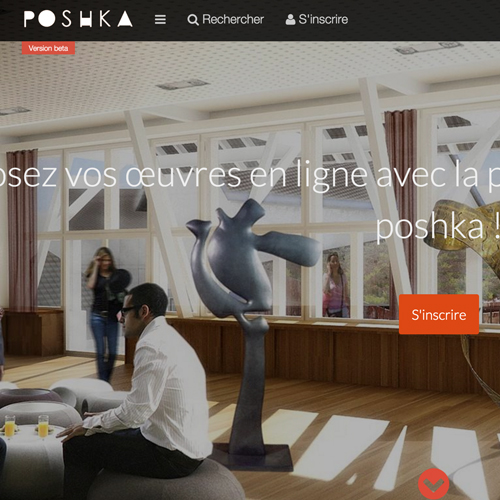 POSHKA
Rechercher
S'inscrire
Version beta
osez vos œuvres en ligne avec la p
poshka !
S'inscrire